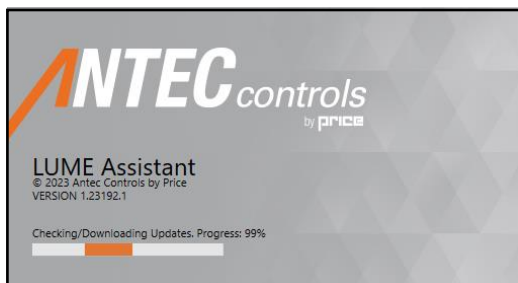 ANTEC controls
by PRICE
LUME Assistant
© 2023 Antec Controls by Price
VERSION 1.23192.1
Checking/Downloading Updates. Progress: 99%